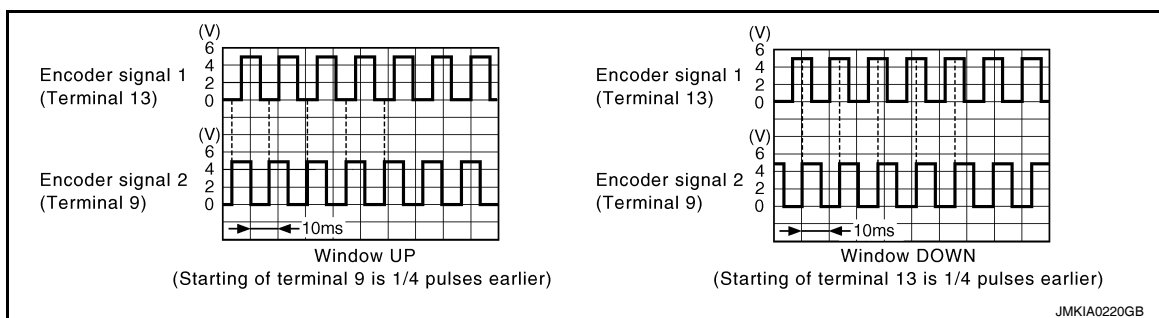 (V)
6
4
2
0
Encoder signal 1
(Terminal 13)
(V)
6
4
2
0
Encoder signal 2
(Terminal 9)
10ms
Window UP
(Starting of terminal 9 is 1/4 pulses earlier)
(V)
6
4
2
0
Encoder signal 1
(Terminal 13)
(V)
6
4
2
0
Encoder signal 2
(Terminal 9)
10ms
Window DOWN
(Starting of terminal 13 is 1/4 pulses earlier)
JMKIA0220GB